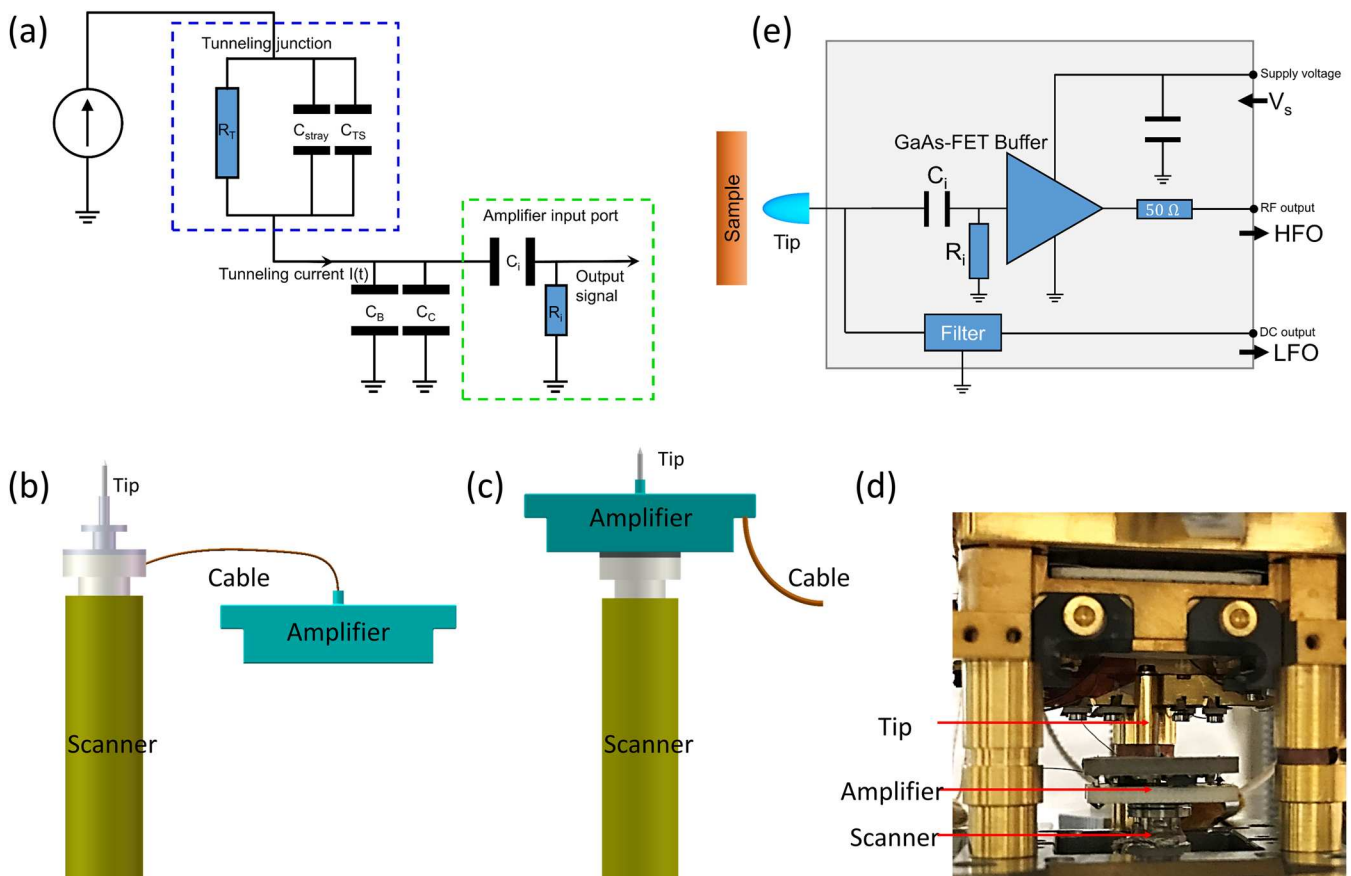 (a)
Tunneling junction
R_T
C_stray
C_TS
Amplifier input port
Tunneling current I(t)
C_i
Output
signal
C_B
C_C
R_i
(e)
Supply voltage
V_s
GaAs-FET Buffer
C_i
50 Ω
RF output
HFO
Sample
Tip
R_i
Filter
DC output
LFO
(b)
Tip
Cable
Amplifier
Scanner
(c)
Tip
Amplifier
Cable
Scanner
(d)
Tip
Amplifier
Scanner